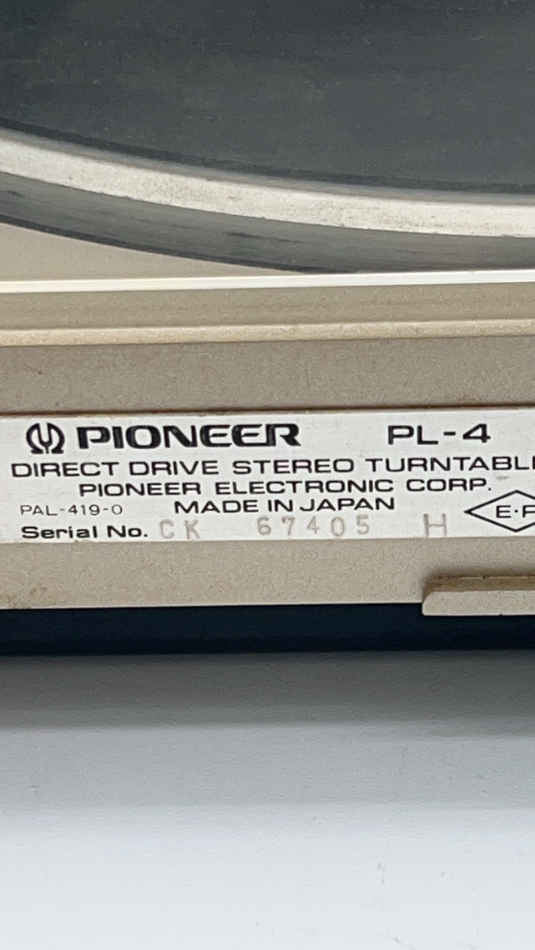 PIONEER PL-4
DIRECT DRIVE STEREO TURNTABLE
PIONEER ELECTRONIC CORP.
PAL-419-0 MADE IN JAPAN
E·P
Serial No. CK 67405 H